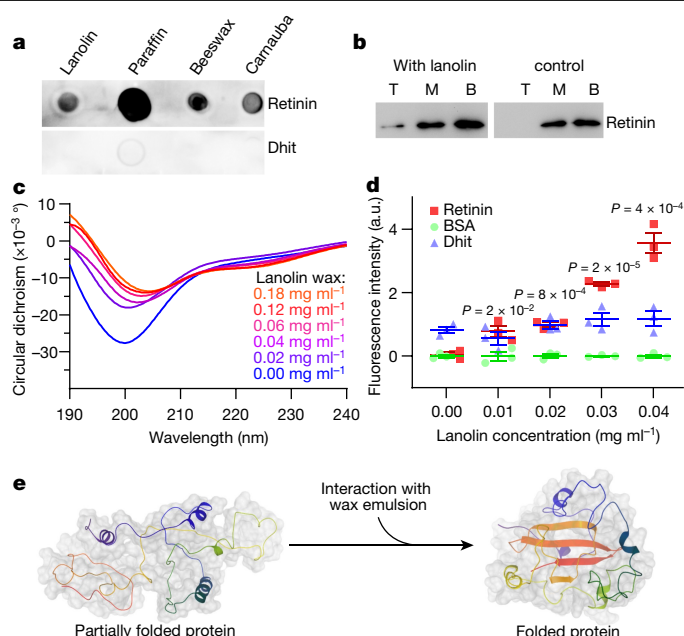 a
Lanolin
Paraffin
Beeswax
Carnauba
Retinin
Dhit
b
With lanolin
control
T M B T M B
Retinin
c
Circular dichroism (×10⁻³ °)
10
0
−10
−20
−30
190 200 210 220 230 240
Wavelength (nm)
Lanolin wax:
0.18 mg ml⁻¹
0.12 mg ml⁻¹
0.06 mg ml⁻¹
0.04 mg ml⁻¹
0.02 mg ml⁻¹
0.00 mg ml⁻¹
d
Fluorescence intensity (a.u.)
4
2
0
Retinin
BSA
Dhit
P = 4 × 10⁻⁴
P = 2 × 10⁻⁵
P = 8 × 10⁻⁴
P = 2 × 10⁻²
0.00 0.01 0.02 0.03 0.04
Lanolin concentration (mg ml⁻¹)
e
Interaction with
wax emulsion
Partially folded protein
Folded protein